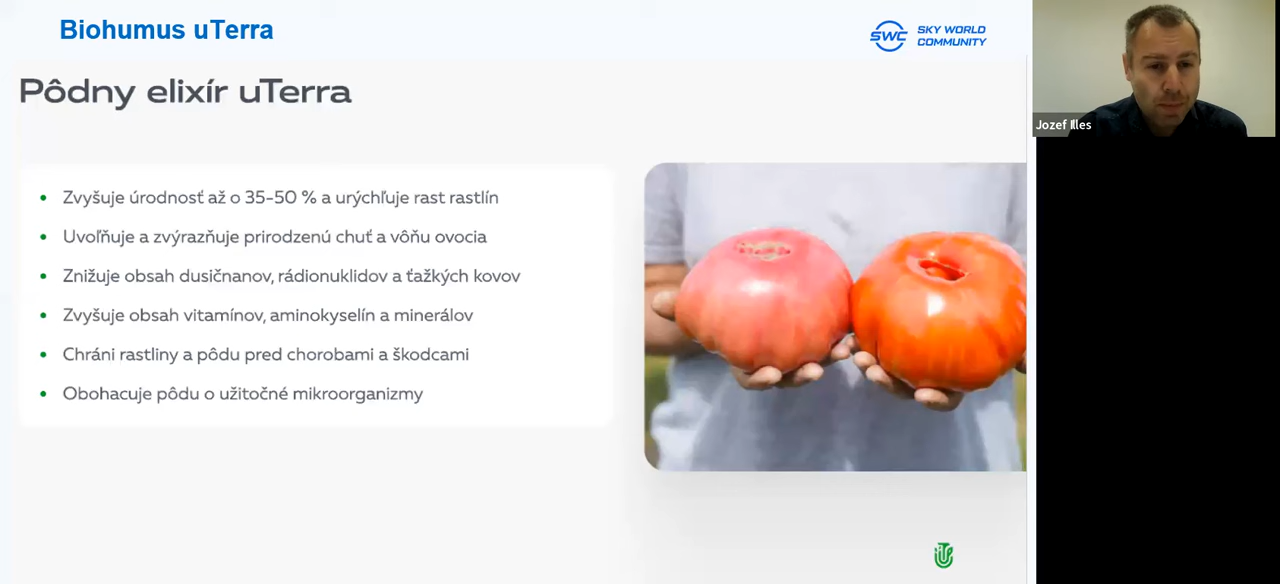 Biohumus uTerra
SWC
SKY WORLD
COMMUNITY
Pôdny elixír uTerra
Zvyšuje úrodnosť až o 35-50 % a urýchľuje rast rastlín
Uvoľňuje a zvýrazňuje prirodzenú chuť a vôňu ovocia
Znižuje obsah dusičnanov, rádionuklidov a ťažkých kovov
Zvyšuje obsah vitamínov, aminokyselín a minerálov
Chráni rastliny a pôdu pred chorobami a škodcami
Obohacuje pôdu o užitočné mikroorganizmy
Jozef Illes